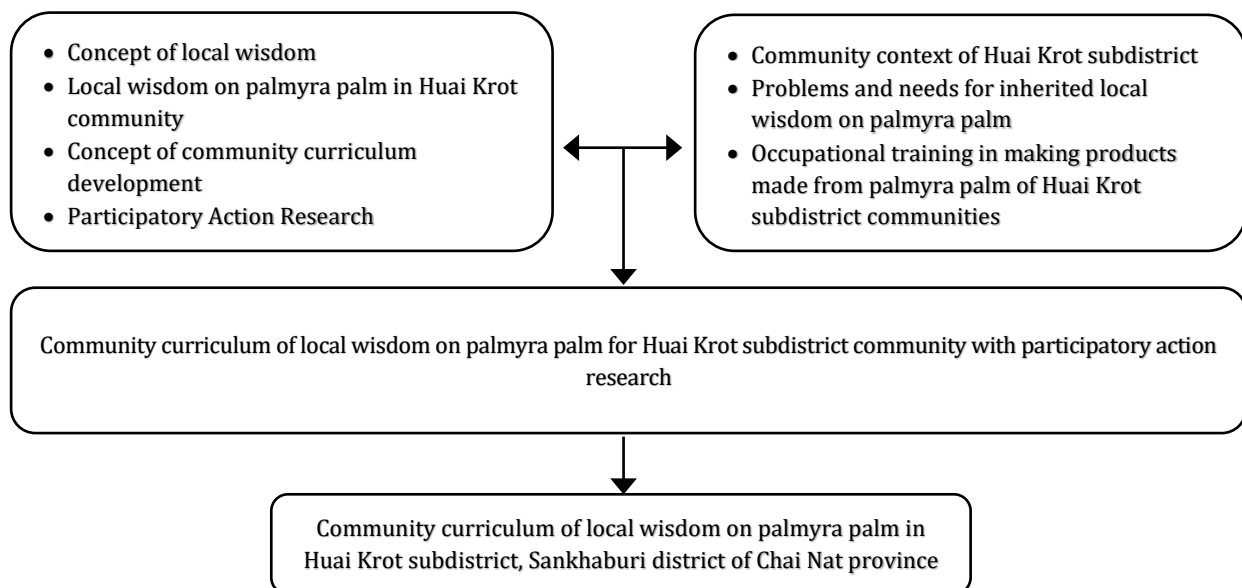 • Concept of local wisdom
• Local wisdom on palmyra palm in Huai Krot
community
• Concept of community curriculum
development
• Participatory Action Research
• Community context of Huai Krot subdistrict
• Problems and needs for inherited local
wisdom on palmyra palm
• Occupational training in making products
made from palmyra palm of Huai Krot
subdistrict communities
Community curriculum of local wisdom on palmyra palm for Huai Krot subdistrict community with participatory action
research
Community curriculum of local wisdom on palmyra palm in
Huai Krot subdistrict, Sankhaburi district of Chai Nat province